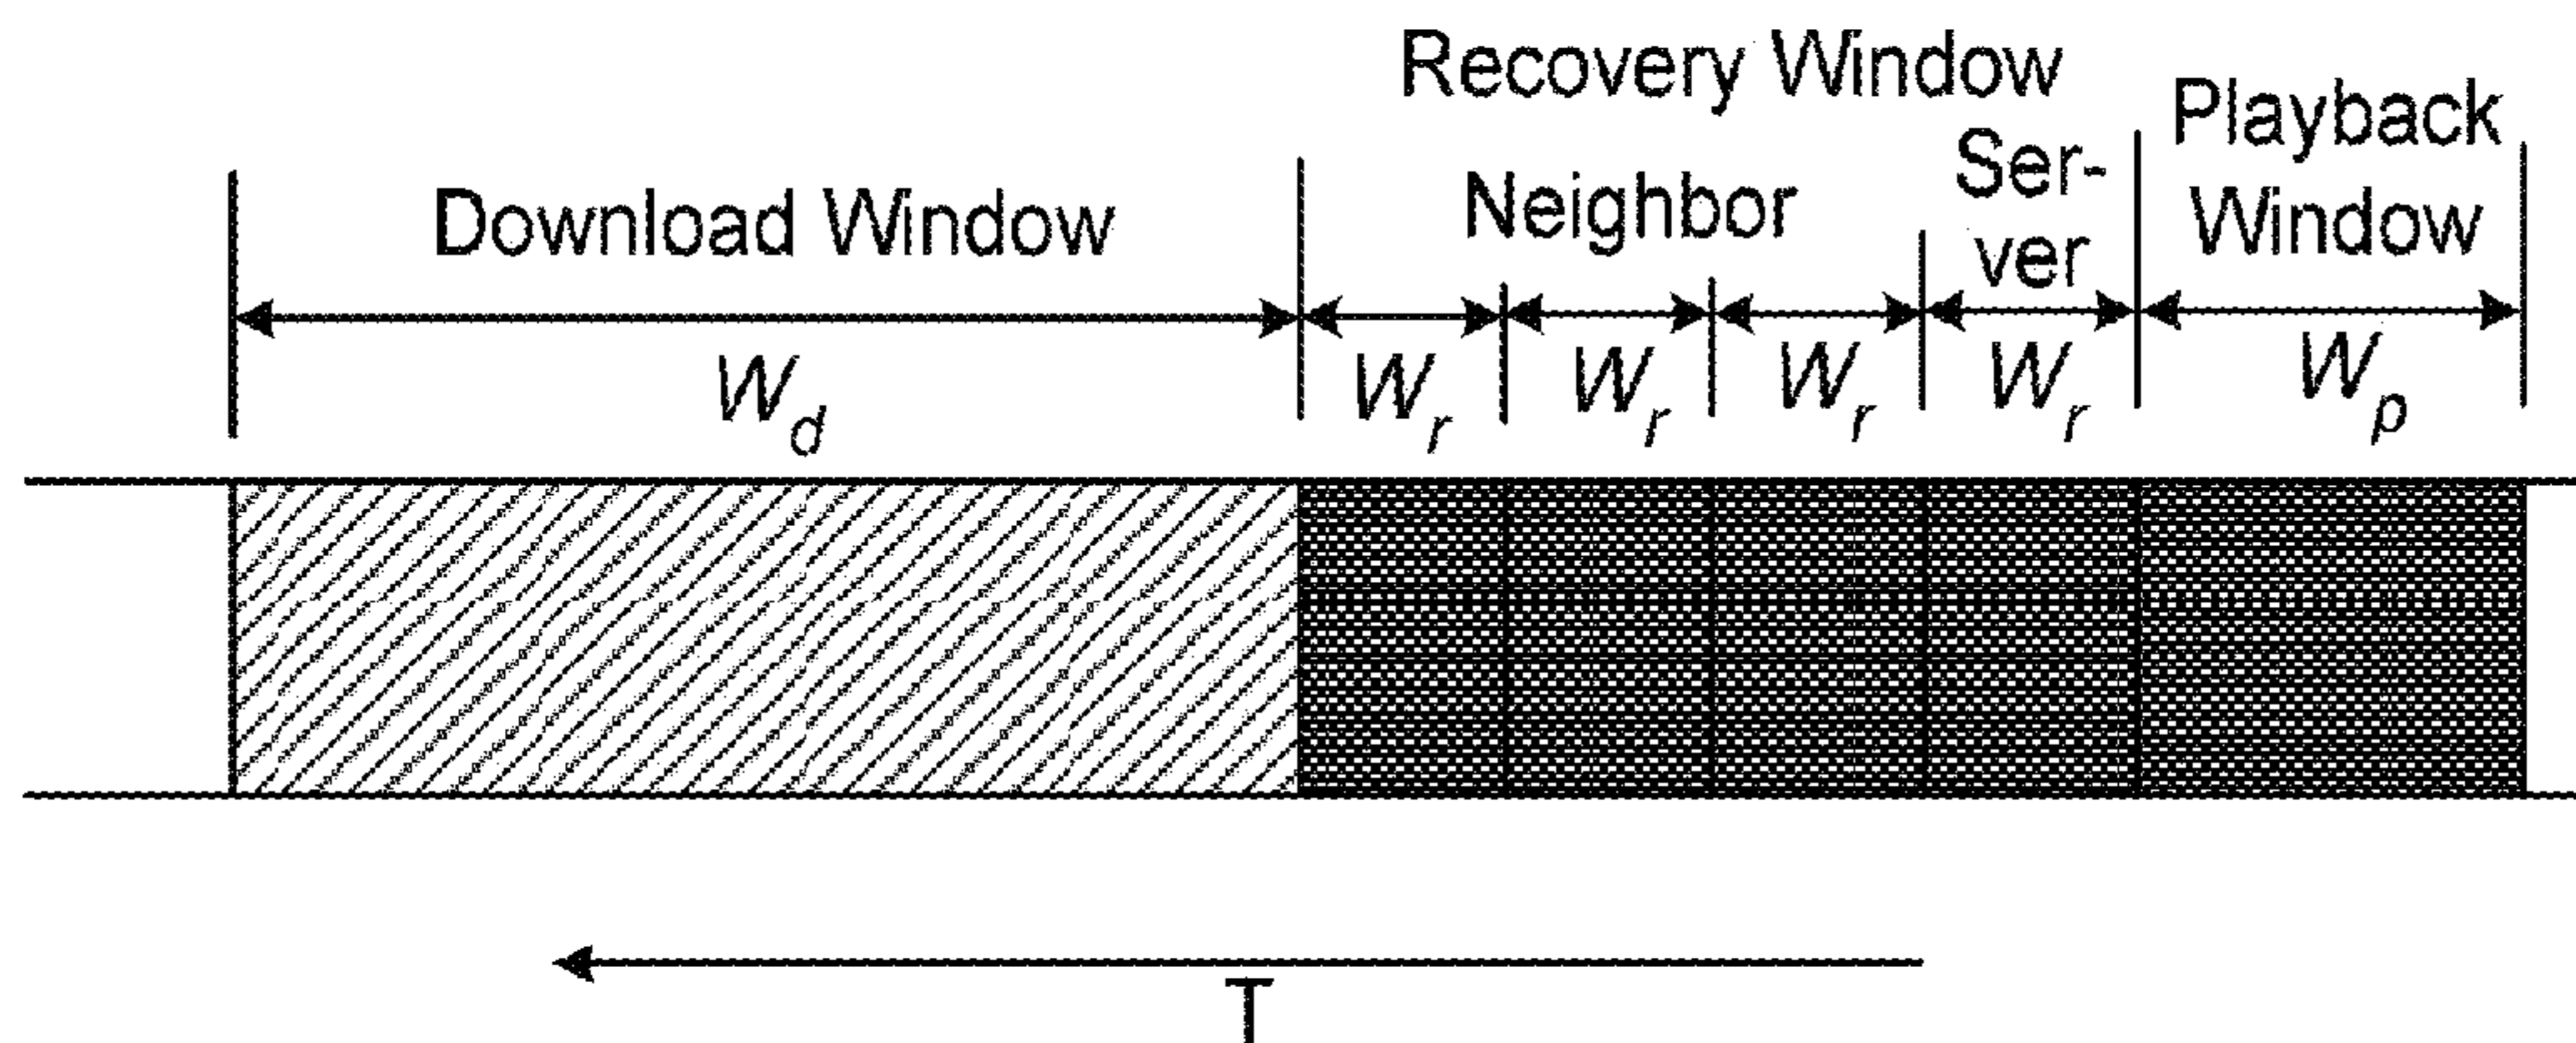 Recovery Window
Playback
Window
Ser-
ver
Neighbor
Download Window
W_d
W_r
W_r
W_r
W_r
W_p
T